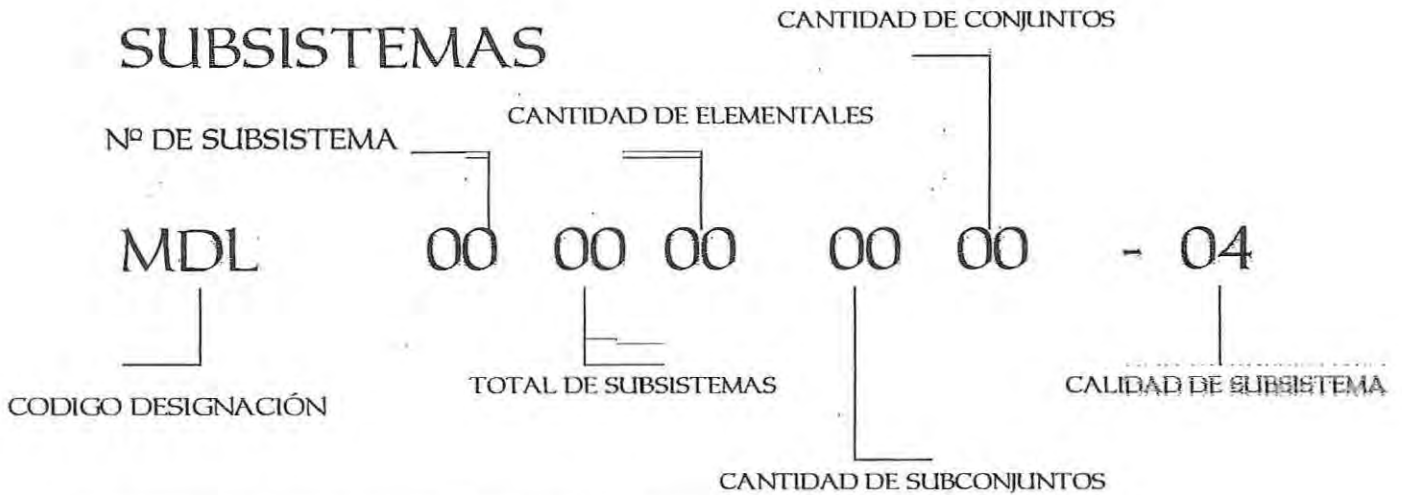 CANTIDAD DE CONJUNTOS
SUBSISTEMAS
CANTIDAD DE ELEMENTALES
Nº DE SUBSISTEMA
MDL 00 00 00 00 00 - 04
TOTAL DE SUBSISTEMAS
CALIDAD DE SUBSISTEMA
CODIGO DESIGNACIÓN
CANTIDAD DE SUBCONJUNTOS